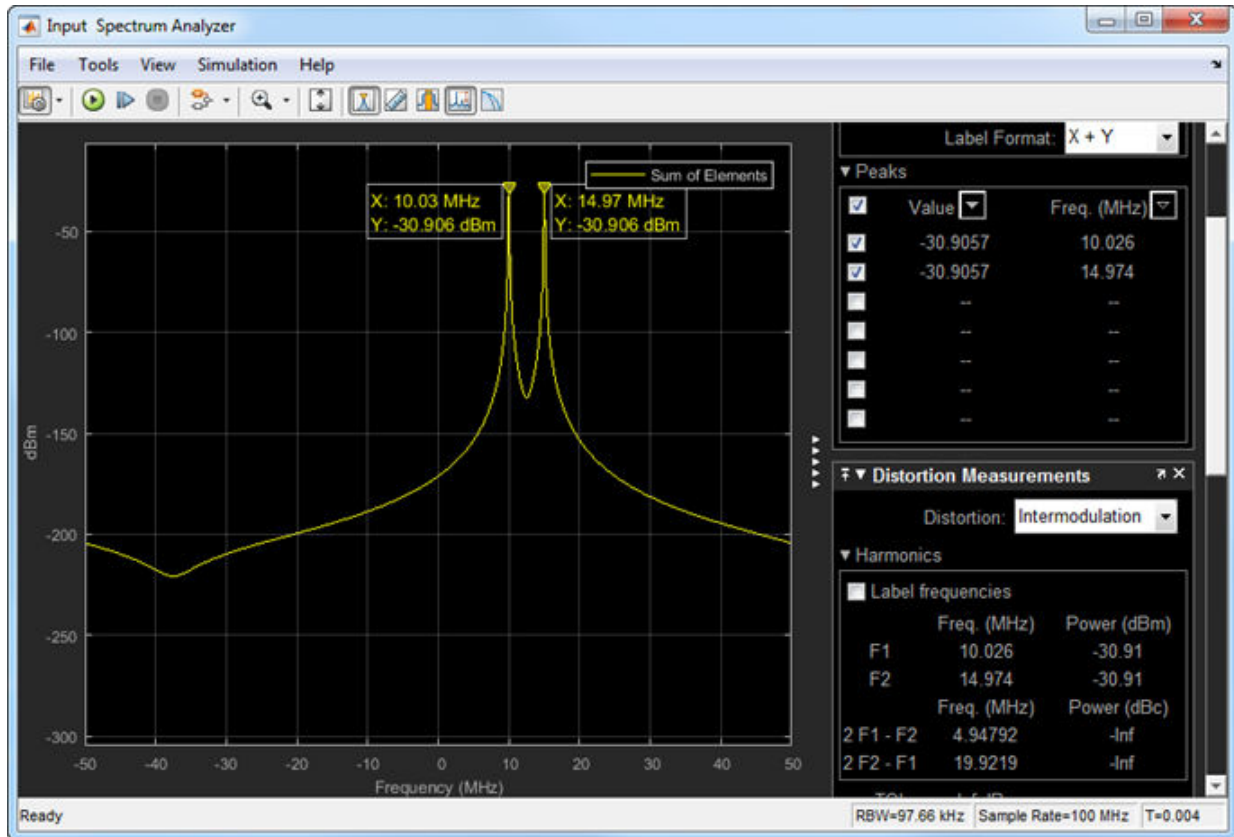 Input Spectrum Analyzer
File Tools View Simulation Help
Sum of Elements
X: 10.03 MHz
Y: -30.906 dBm
X: 14.97 MHz
Y: -30.906 dBm
-50
-100
-150
-200
-250
-300
dBm
-50 -40 -30 -20 -10 0 10 20 30 40 50
Frequency (MHz)
Label Format: X + Y
Peaks
Value Freq. (MHz)
-30.9057 10.026
-30.9057 14.974
-- --
-- --
-- --
-- --
-- --
Distortion Measurements
Distortion: Intermodulation
Harmonics
Label frequencies
Freq. (MHz) Power (dBm)
F1 10.026 -30.91
F2 14.974 -30.91
Freq. (MHz) Power (dBc)
2 F1 - F2 4.94792 -Inf
2 F2 - F1 19.9219 -Inf
Ready
RBW=97.66 kHz Sample Rate=100 MHz T=0.004